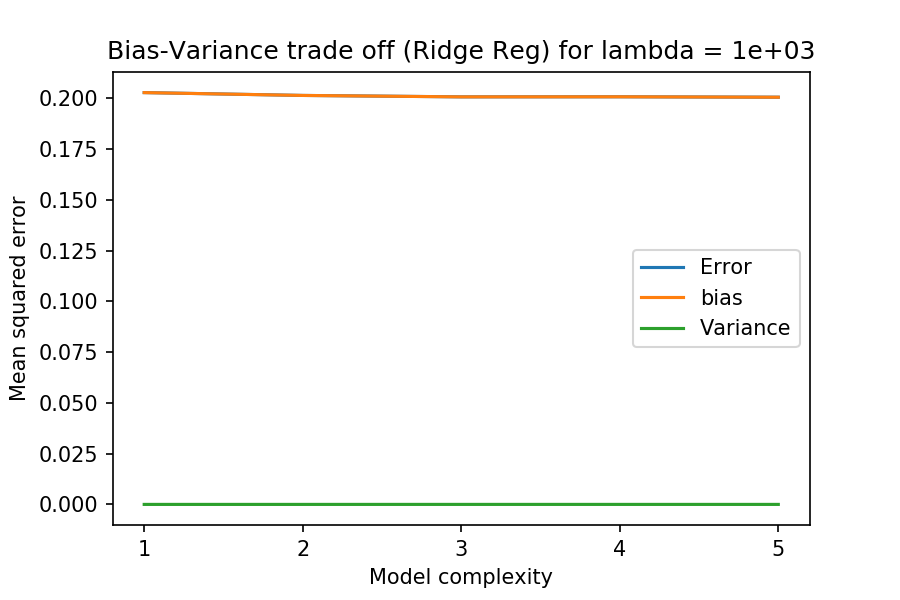 Bias-Variance trade off (Ridge Reg) for lambda = 1e+03
Mean squared error
0.200
0.175
0.150
0.125
0.100
0.075
0.050
0.025
0.000
Error
bias
Variance
1 2 3 4 5
Model complexity